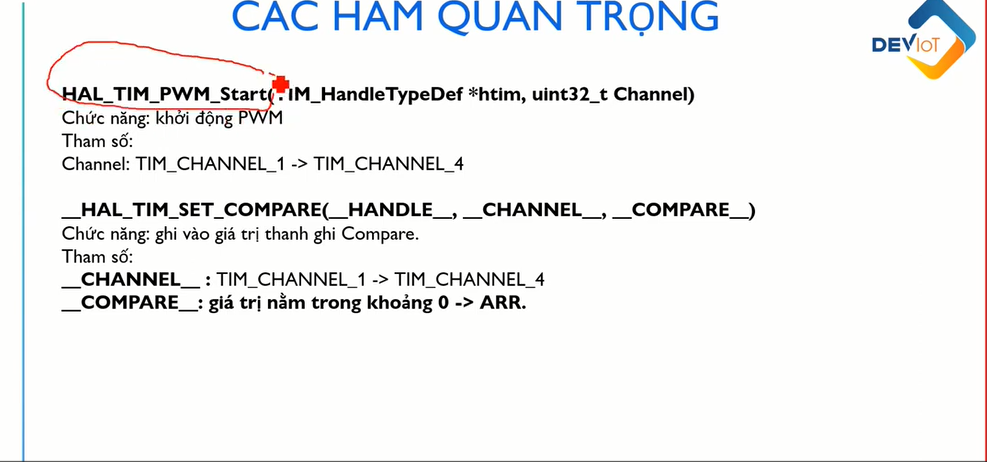 CÁC HÀM QUAN TRỌNG
DEVIoT
HAL_TIM_PWM_Start( IM_HandleTypeDef *htim, uint32_t Channel)
Chức năng: khởi động PWM
Tham số:
Channel: TIM_CHANNEL_1 -> TIM_CHANNEL_4
__HAL_TIM_SET_COMPARE(__HANDLE__, __CHANNEL__, __COMPARE__)
Chức năng: ghi vào giá trị thanh ghi Compare.
Tham số:
__CHANNEL__ : TIM_CHANNEL_1 -> TIM_CHANNEL_4
__COMPARE__: giá trị nằm trong khoảng 0 -> ARR.